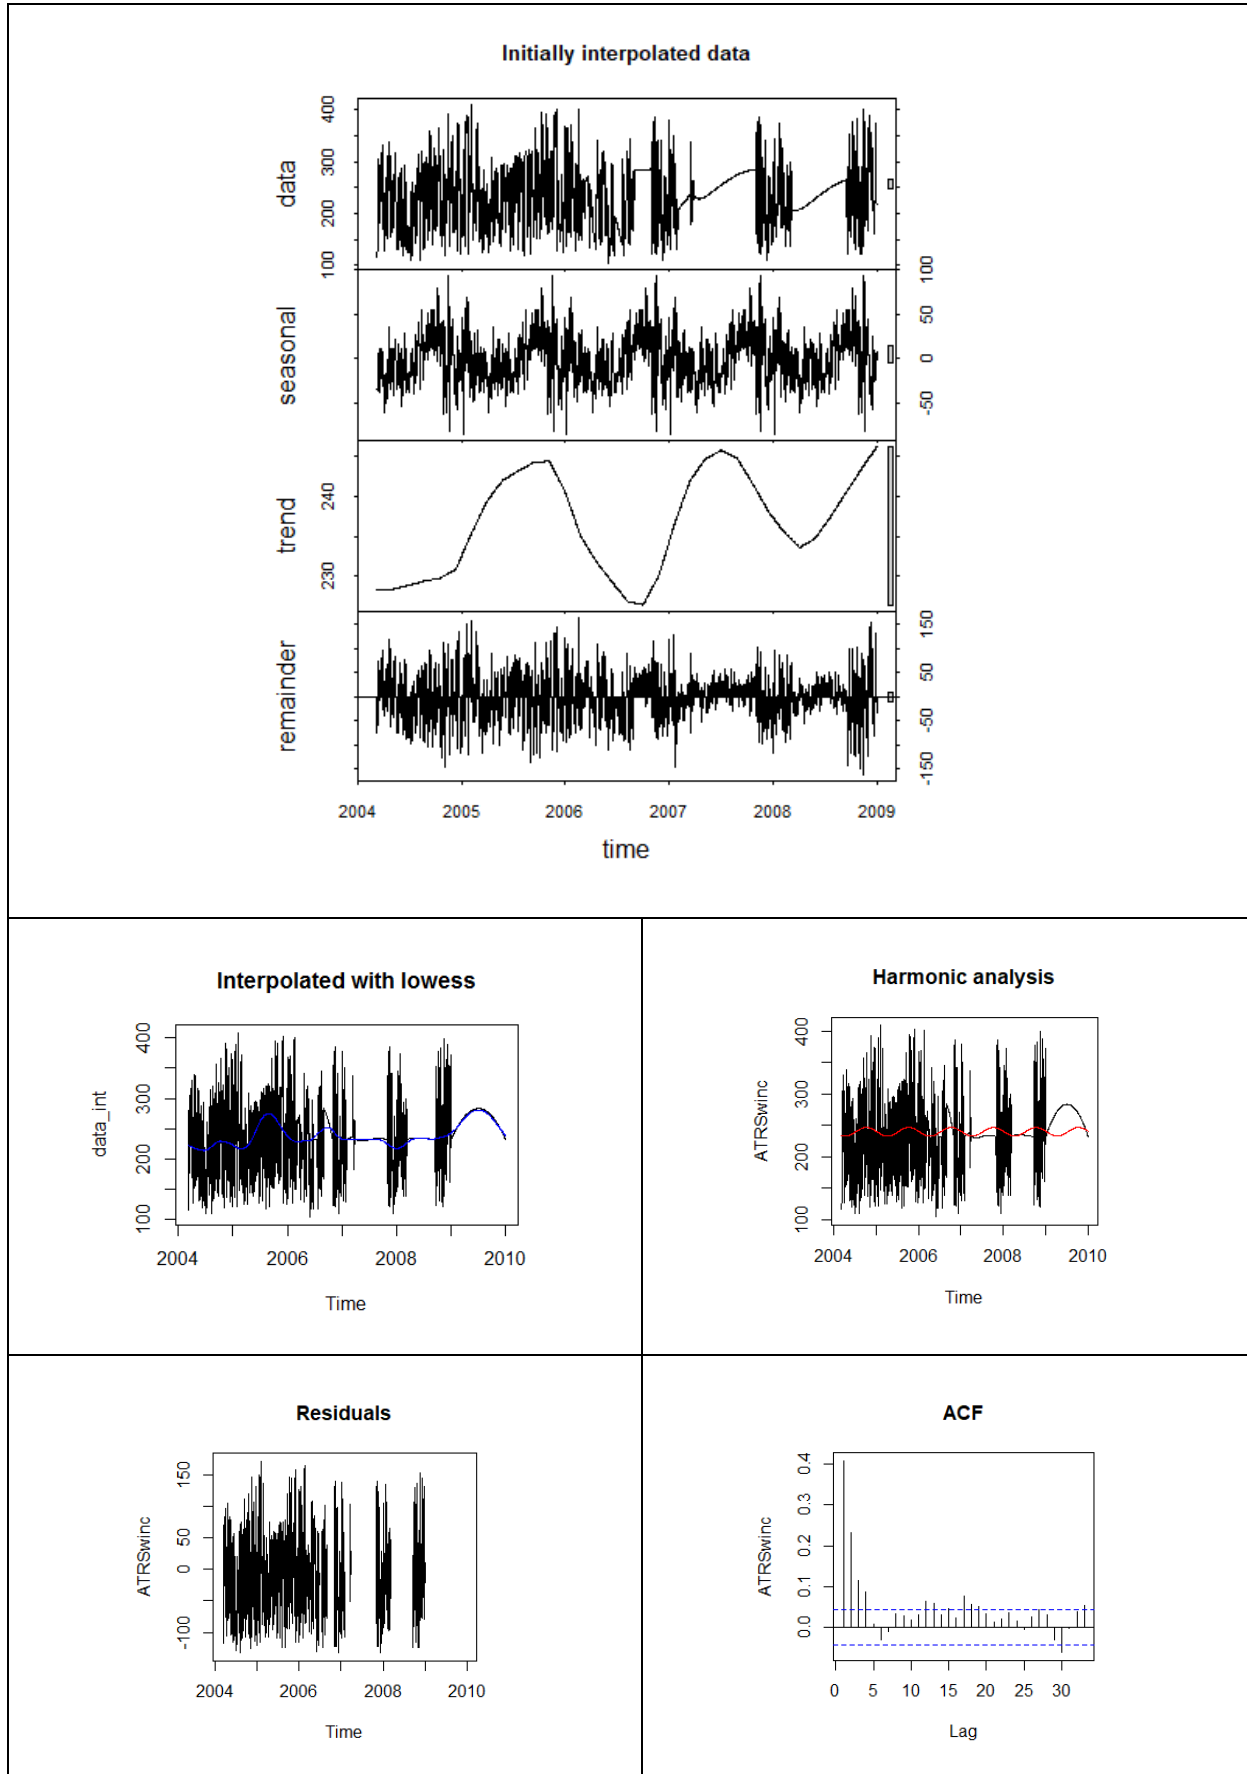 Initially interpolated data
data
400
300
200
100
seasonal
100
50
0
-50
trend
240
230
remainder
150
50
-50
-150
2004 2005 2006 2007 2008 2009
time
Interpolated with lowess
data_int
400
300
200
100
2004 2006 2008 2010
Time
Harmonic analysis
ATRSwinc
400
300
200
100
2004 2006 2008 2010
Time
Residuals
ATRSwinc
150
50
0
-100
2004 2006 2008 2010
Time
ACF
ATRSwinc
0.4
0.3
0.2
0.1
0.0
0 5 10 15 20 25 30
Lag